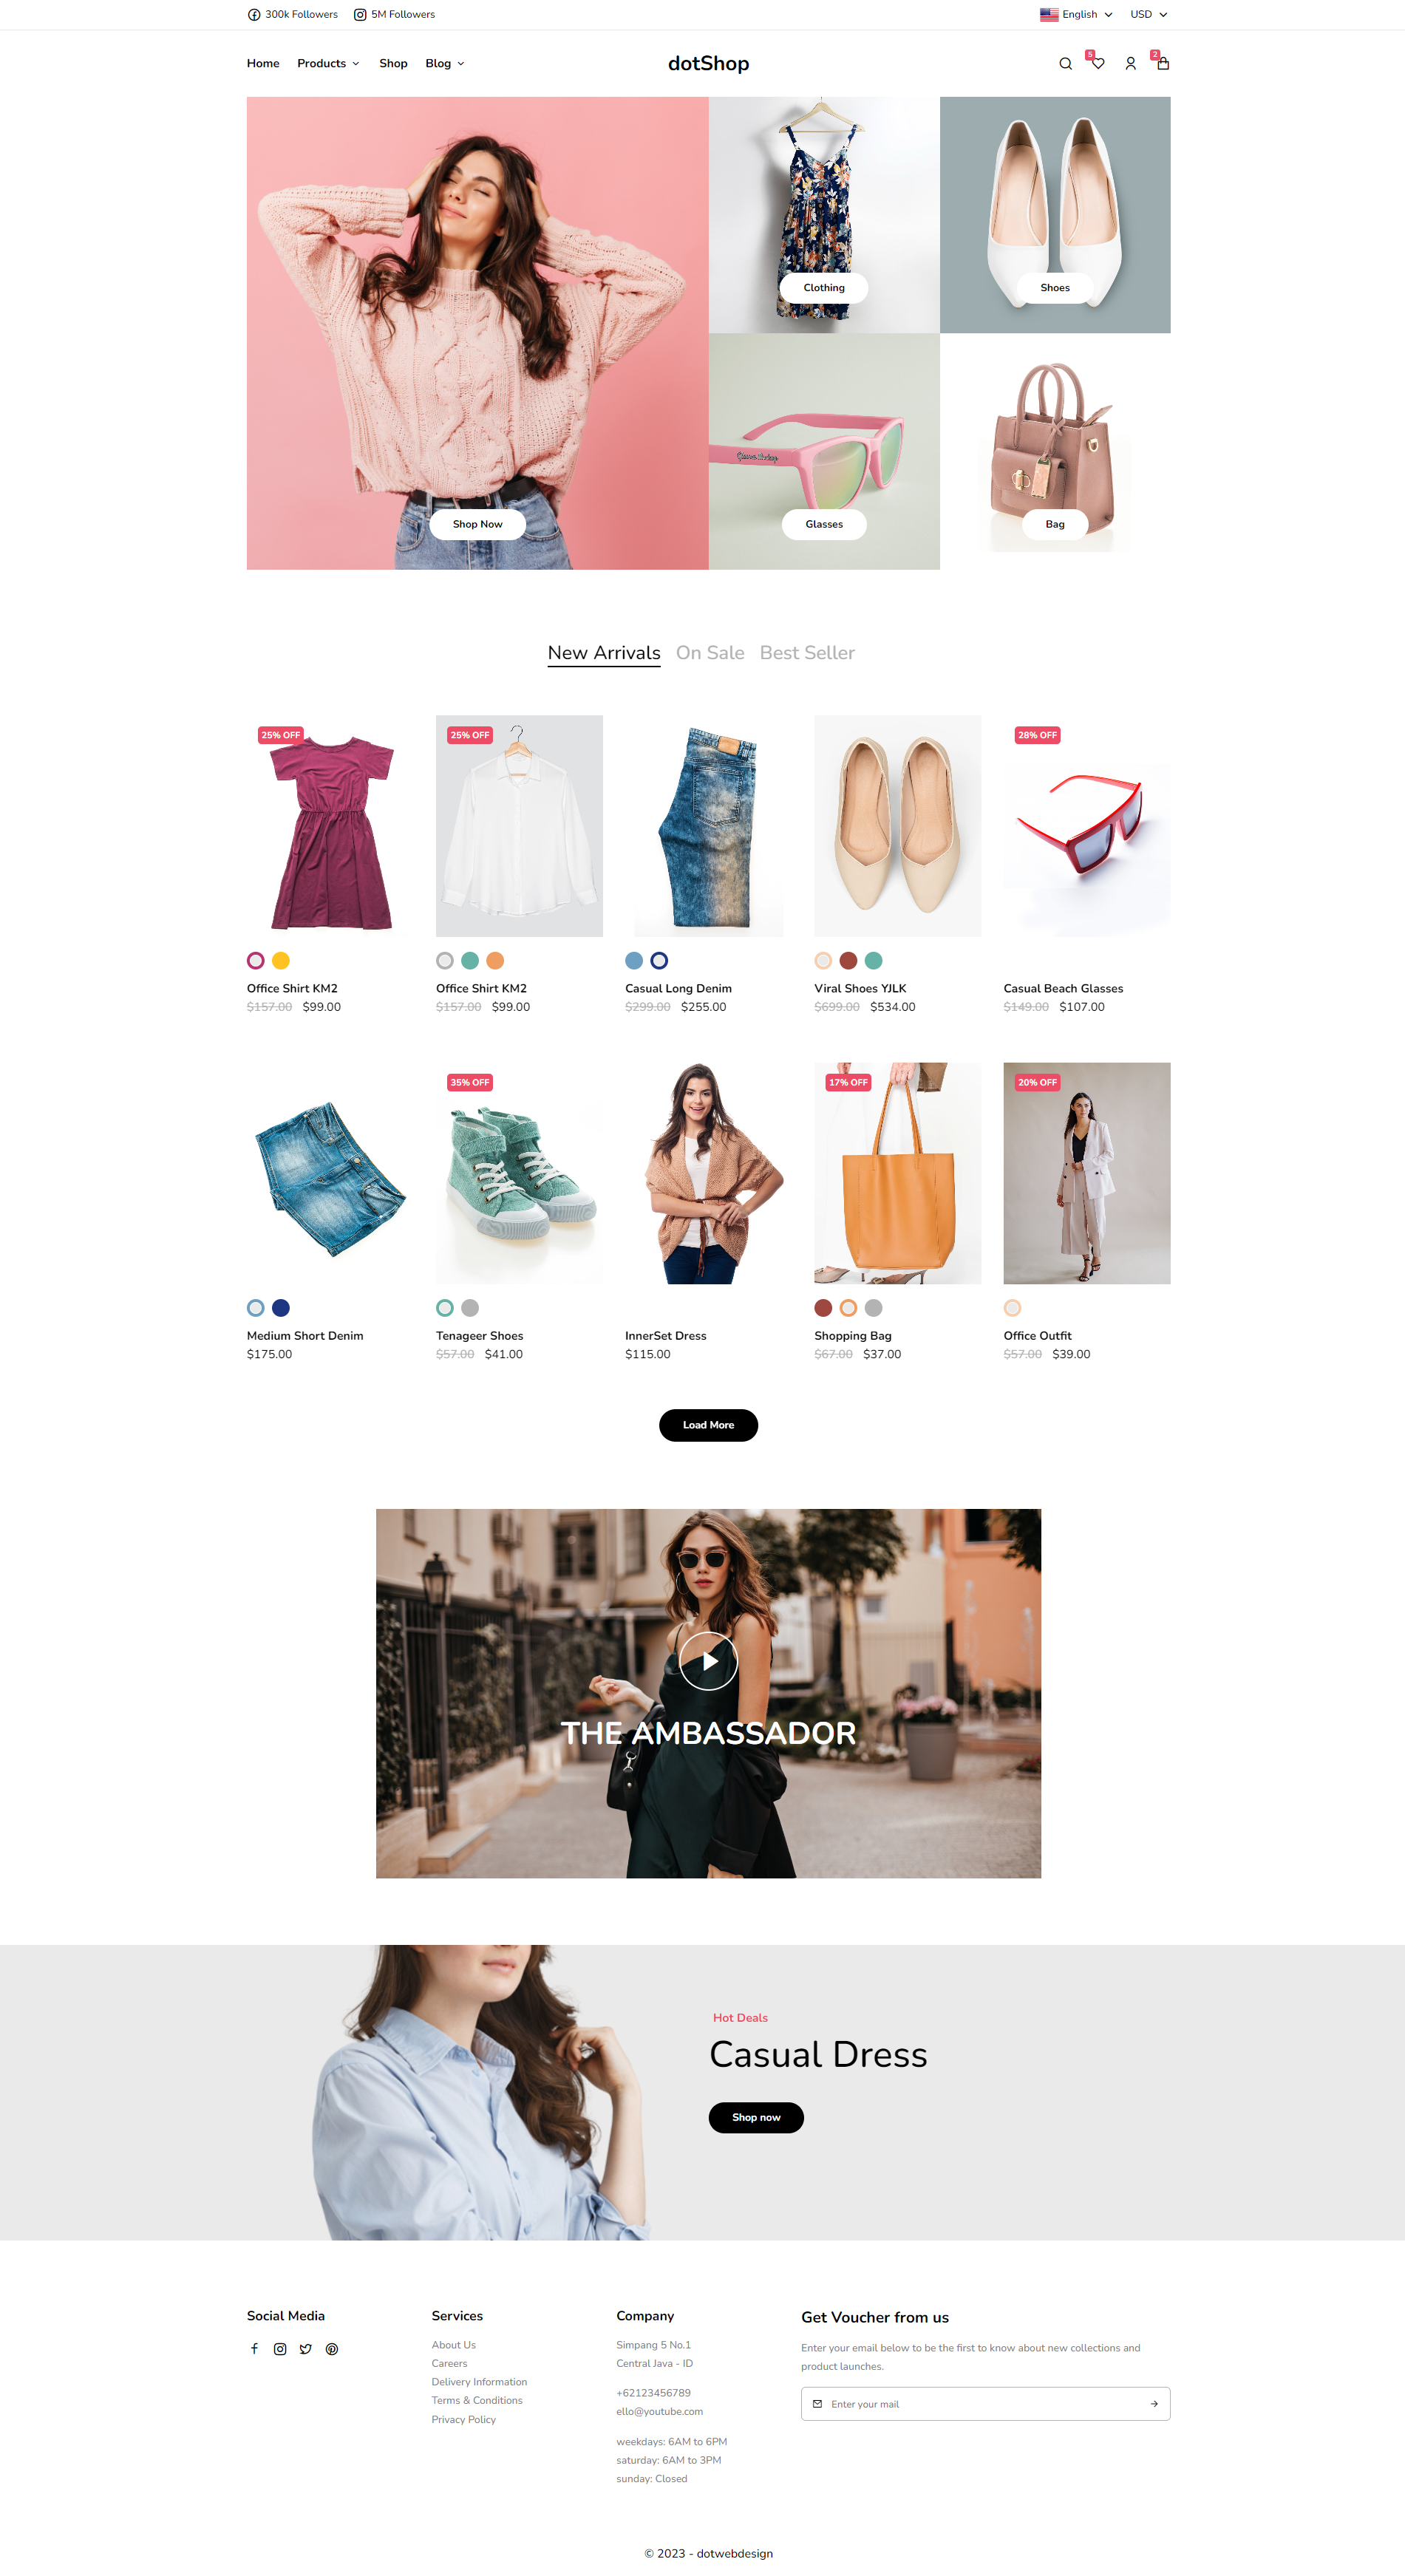 300k Followers
5M Followers
English
USD
Home
Products
Shop
Blog
dotShop
5
2
Clothing
Shoes
Shop Now
Glasses
Bag
New Arrivals
On Sale
Best Seller
25% OFF
25% OFF
28% OFF
Office Shirt KM2
$157.00 $99.00
Office Shirt KM2
$157.00 $99.00
Casual Long Denim
$299.00 $255.00
Viral Shoes YJLK
$699.00 $534.00
Casual Beach Glasses
$149.00 $107.00
35% OFF
17% OFF
20% OFF
Medium Short Denim
$175.00
Tenageer Shoes
$57.00 $41.00
InnerSet Dress
$115.00
Shopping Bag
$67.00 $37.00
Office Outfit
$57.00 $39.00
Load More
THE AMBASSADOR
Hot Deals
Casual Dress
Shop now
Social Media
Services
About Us
Careers
Delivery Information
Terms & Conditions
Privacy Policy
Company
Simpang 5 No.1
Central Java - ID
+62123456789
ello@youtube.com
weekdays: 6AM to 6PM
saturday: 6AM to 3PM
sunday: Closed
Get Voucher from us
Enter your email below to be the first to know about new collections and
product launches.
Enter your mail
© 2023 - dotwebdesign